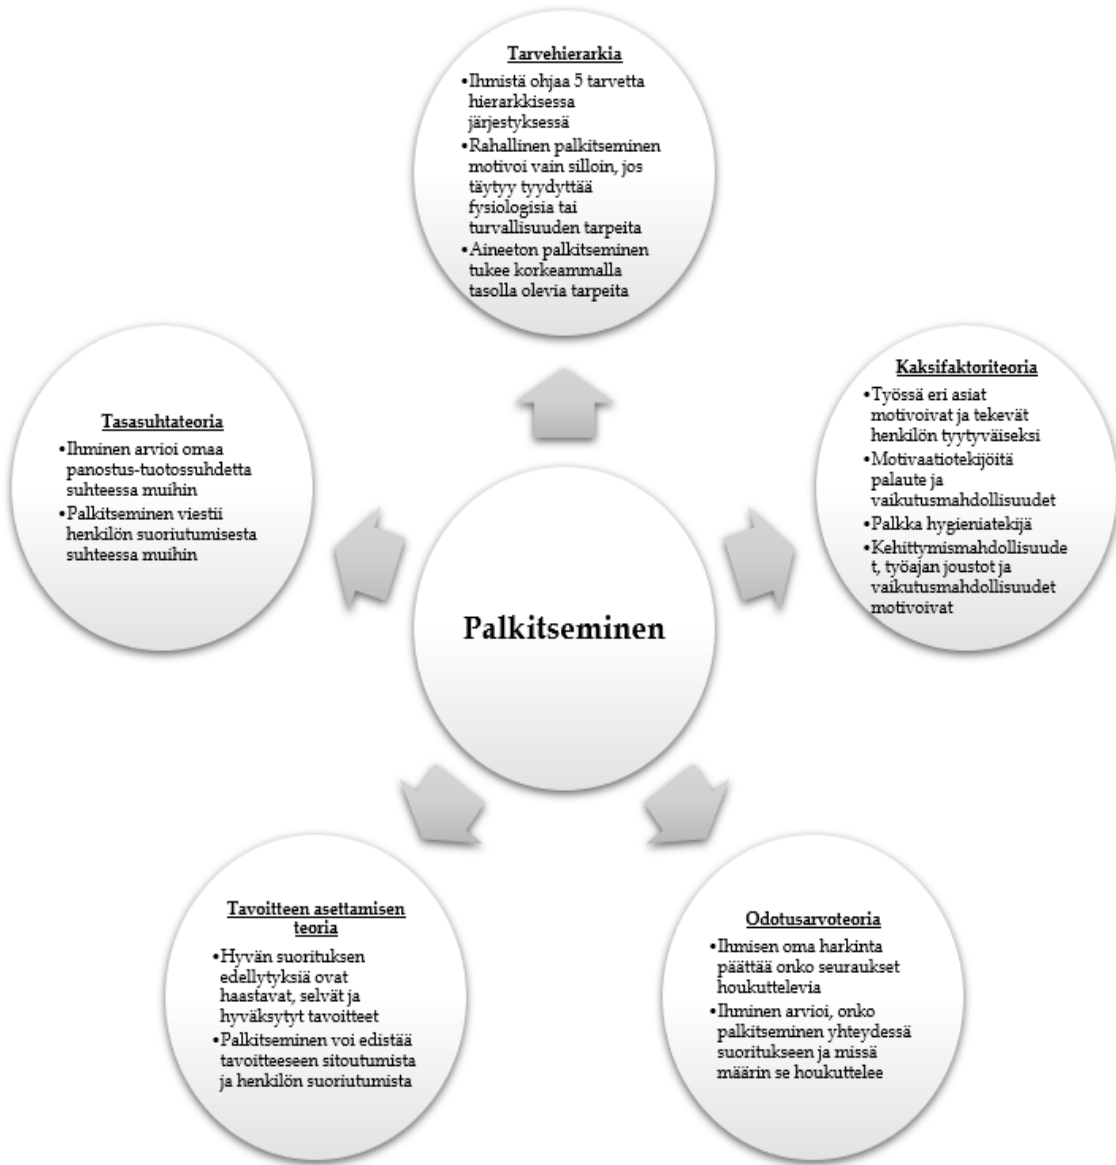 Tarvehierarkia
•Ihmistä ohjaa 5 tarvetta
hierarkkisessa
järjestyksessä
•Rahallinen palkitseminen
motivoi vain silloin, jos
täytyy tyydyttää
fysiologisia tai
turvallisuuden tarpeita
•Aineeton palkitseminen
tukee korkeammalla
tasolla olevia tarpeita
Kaksifaktoriteoria
•Työssä eri asiat
motivoivat ja tekevät
henkilön tyytyväiseksi
•Motivaatiotekijöitä
palaute ja
vaikutusmahdollisuudet
•Palkka hygieniatekijä
•Kehittymismahdollisuude
t, työajan joustot ja
vaikutusmahdollisuudet
motivoivat
Tasasuhtateoria
•Ihminen arvioi omaa
panostus-tuotossuhdetta
suhteessa muihin
•Palkitseminen viestii
henkilön suoriutumisesta
suhteessa muihin
Palkitseminen
Tavoitteen asettamisen
teoria
•Hyvän suorituksen
edellytyksiä ovat
haastavat, selvät ja
hyväksytyt tavoitteet
•Palkitseminen voi edistää
tavoitteeseen sitoutumista
ja henkilön suoriutumista
Odotusarvoteoria
•Ihmisen oma harkinta
päättää onko seuraukset
houkuttelevia
•Ihminen arvioi, onko
palkitseminen yhteydessä
suoritukseen ja missä
määrin se houkuttelee